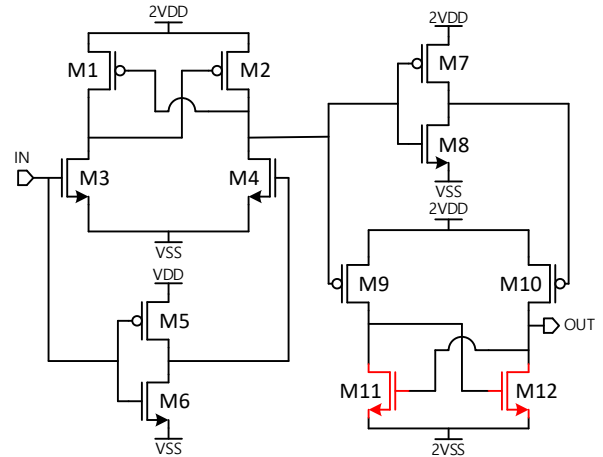 2VDD
2VDD
M1
M2
M7
M8
IN
M3
M4
VSS
2VDD
VSS
VDD
M9
M10
M5
OUT
M6
M11
M12
VSS
2VSS